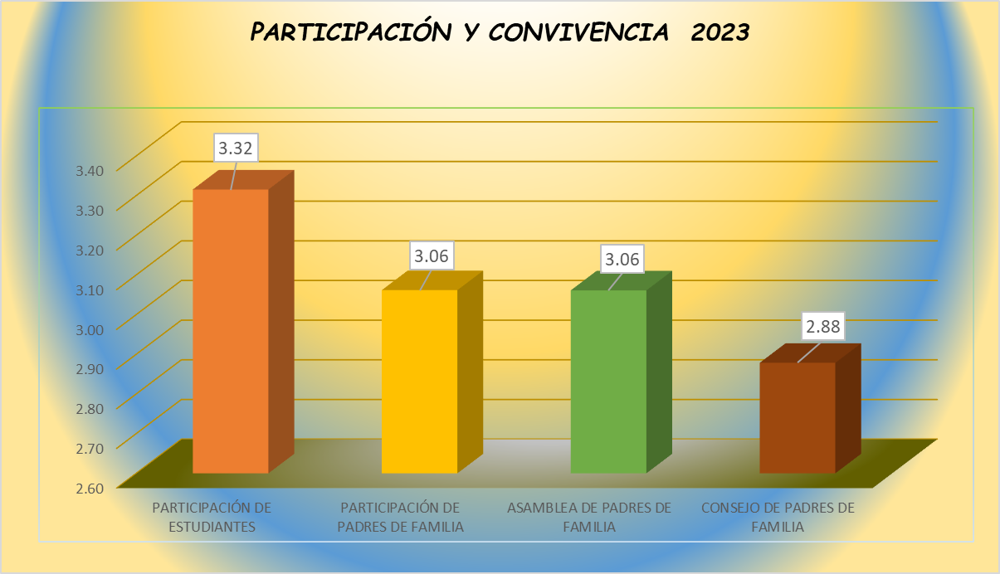 PARTICIPACIÓN Y CONVIVENCIA 2023
3.40
3.30
3.20
3.10
3.00
2.90
2.80
2.70
2.60
3.32
3.06
3.06
2.88
PARTICIPACIÓN DE
ESTUDIANTES
PARTICIPACIÓN DE
PADRES DE FAMILIA
ASAMBLEA DE PADRES DE
FAMILIA
CONSEJO DE PADRES DE
FAMILIA